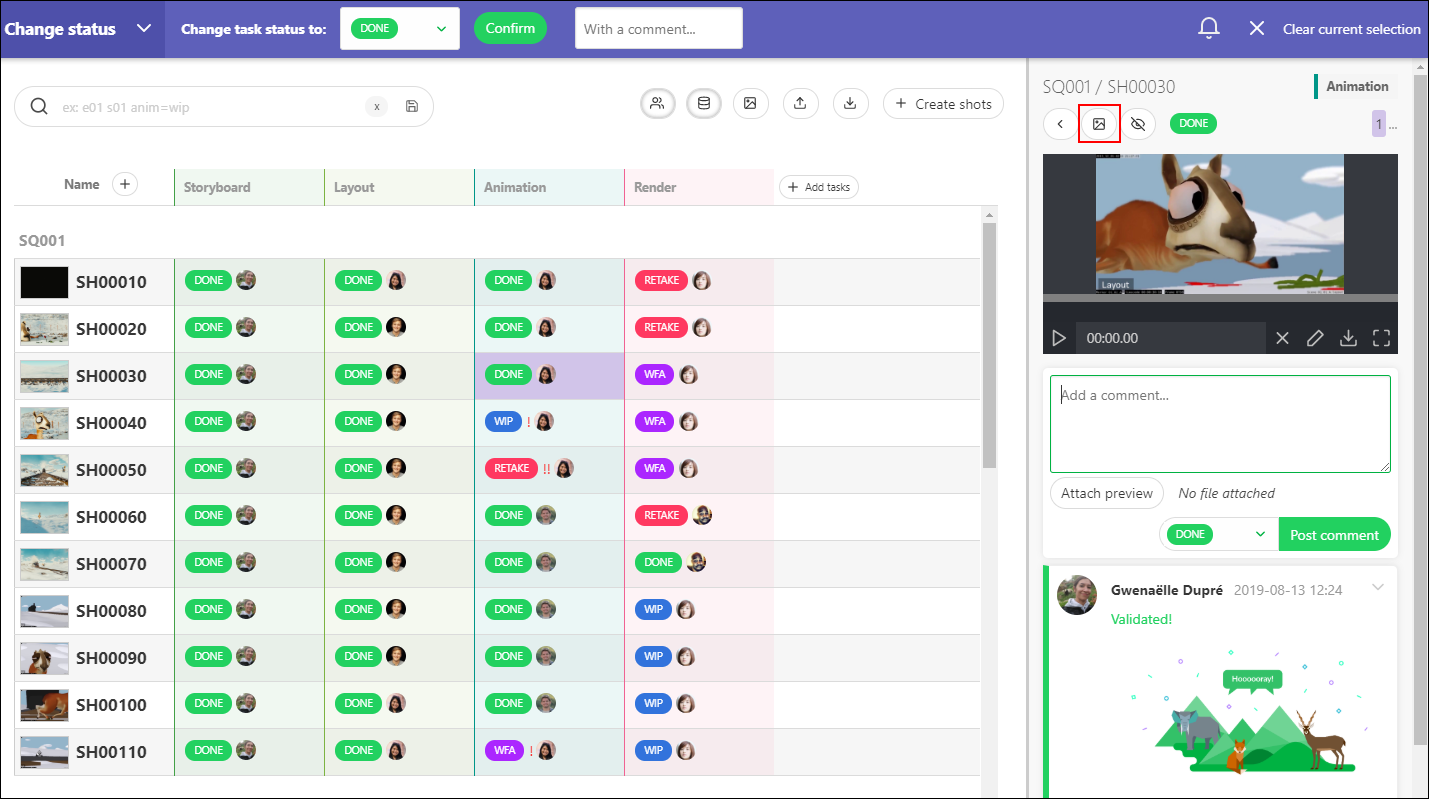 Change status
Change task status to:
DONE
Confirm
With a comment...
Clear current selection
ex: e01 s01 anim=wip
x
Create shots
Name
Storyboard
Layout
Animation
Render
Add tasks
SQ001
SH00010 DONE DONE DONE RETAKE
SH00020 DONE DONE DONE RETAKE
SH00030 DONE DONE DONE WFA
SH00040 DONE DONE WIP ! WFA
SH00050 DONE DONE RETAKE !! WFA
SH00060 DONE DONE DONE RETAKE
SH00070 DONE DONE DONE DONE
SH00080 DONE DONE DONE WIP
SH00090 DONE DONE DONE WIP
SH00100 DONE DONE DONE WIP
SH00110 DONE DONE WFA ! WIP
SQ001 / SH00030
Animation
DONE
1 ...
Layout
00:00.00
Add a comment...
Attach preview
No file attached
DONE
Post comment
Gwenaëlle Dupré 2019-08-13 12:24
Validated!
Hoooooray!